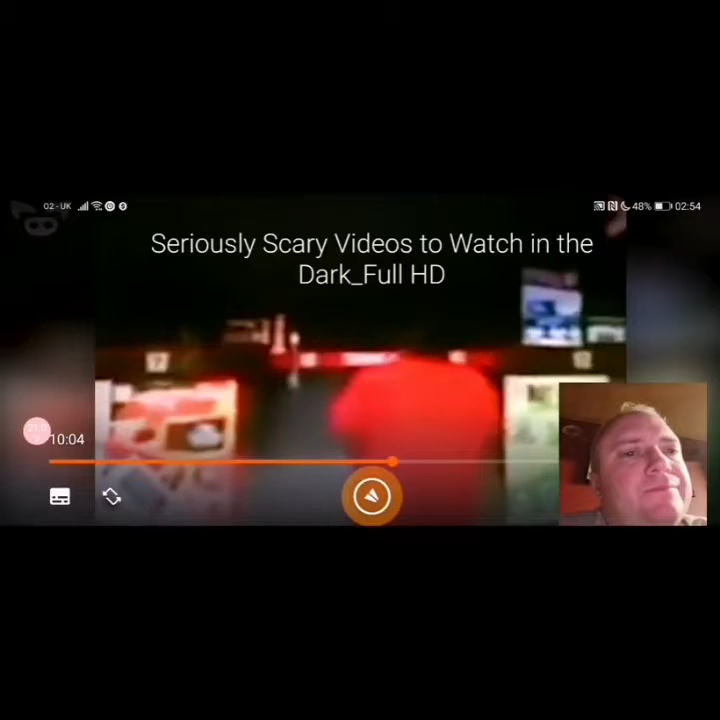 O2 - UK
48% 02:54
Seriously Scary Videos to Watch in the
Dark_Full HD
10:04